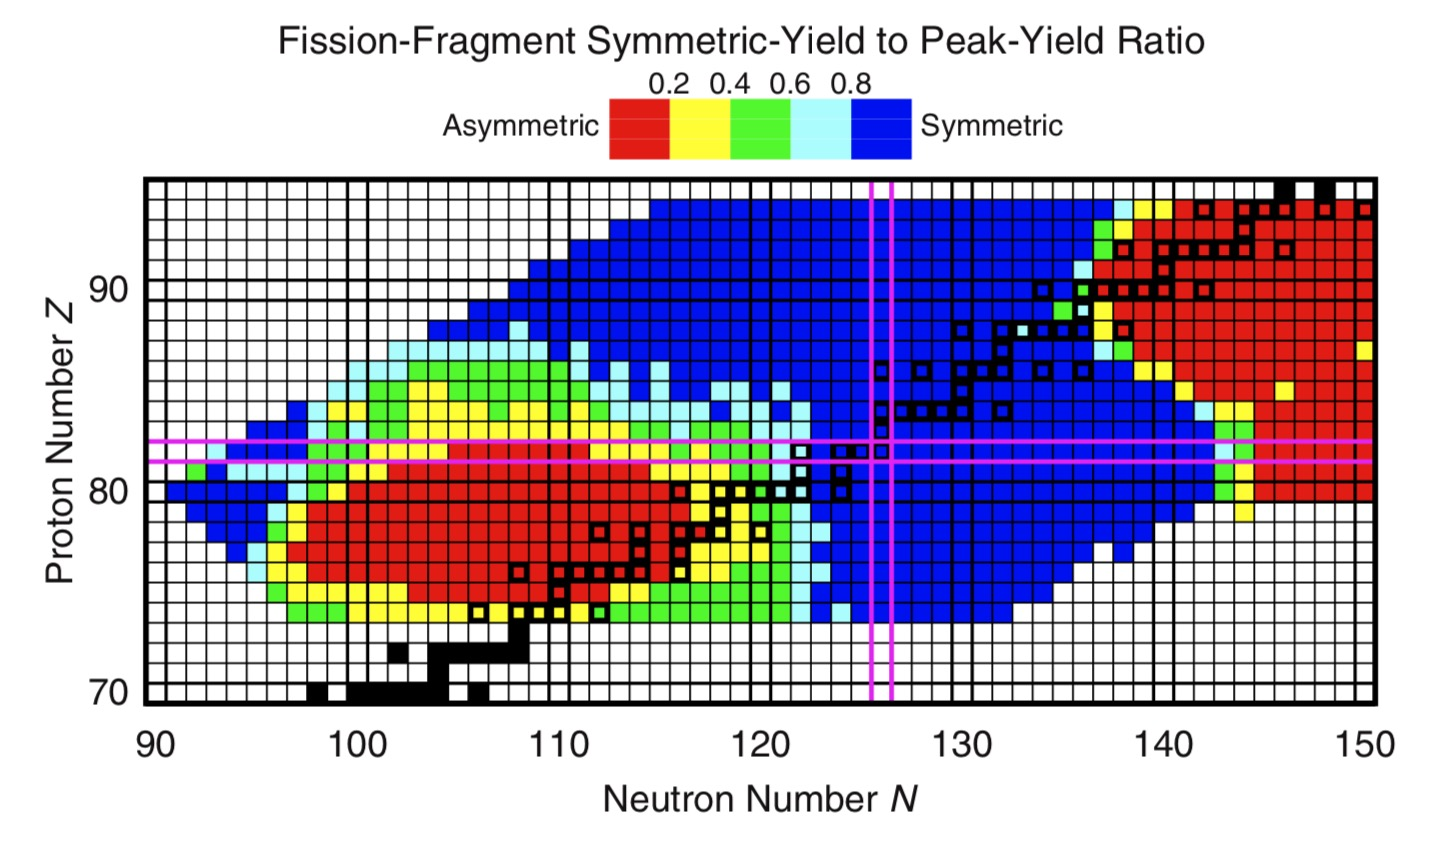 Fission-Fragment Symmetric-Yield to Peak-Yield Ratio
0.2 0.4 0.6 0.8
Asymmetric Symmetric
90
80
70
Proton Number Z
90 100 110 120 130 140 150
Neutron Number N